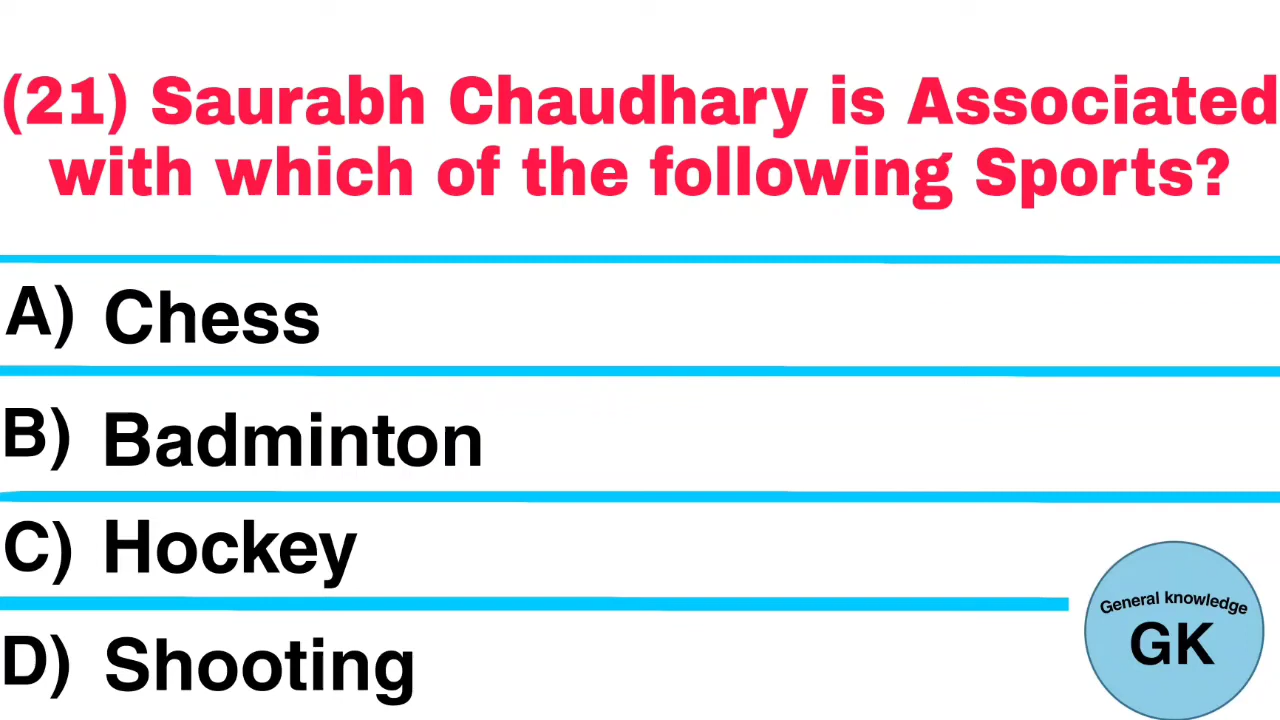 (21) Saurabh Chaudhary is Associated
with which of the following Sports?
A) Chess
B) Badminton
C) Hockey
D) Shooting
General knowledge
GK